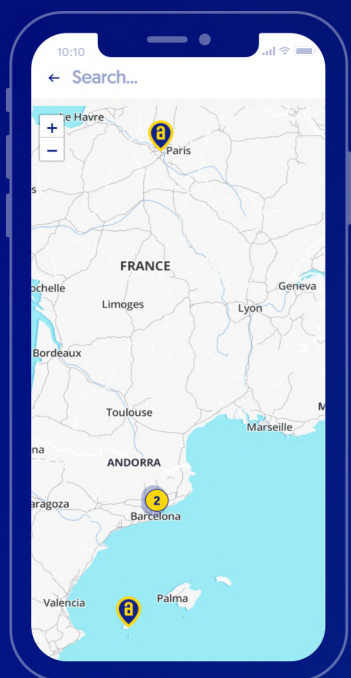 10:10
← Search...
+
−
e Havre
a
Paris
s
FRANCE
ochelle
Geneva
Limoges
Lyon
Bordeaux
Toulouse
M
Marseille
na
ANDORRA
aragoza
2
Barcelona
Valencia
a
Palma